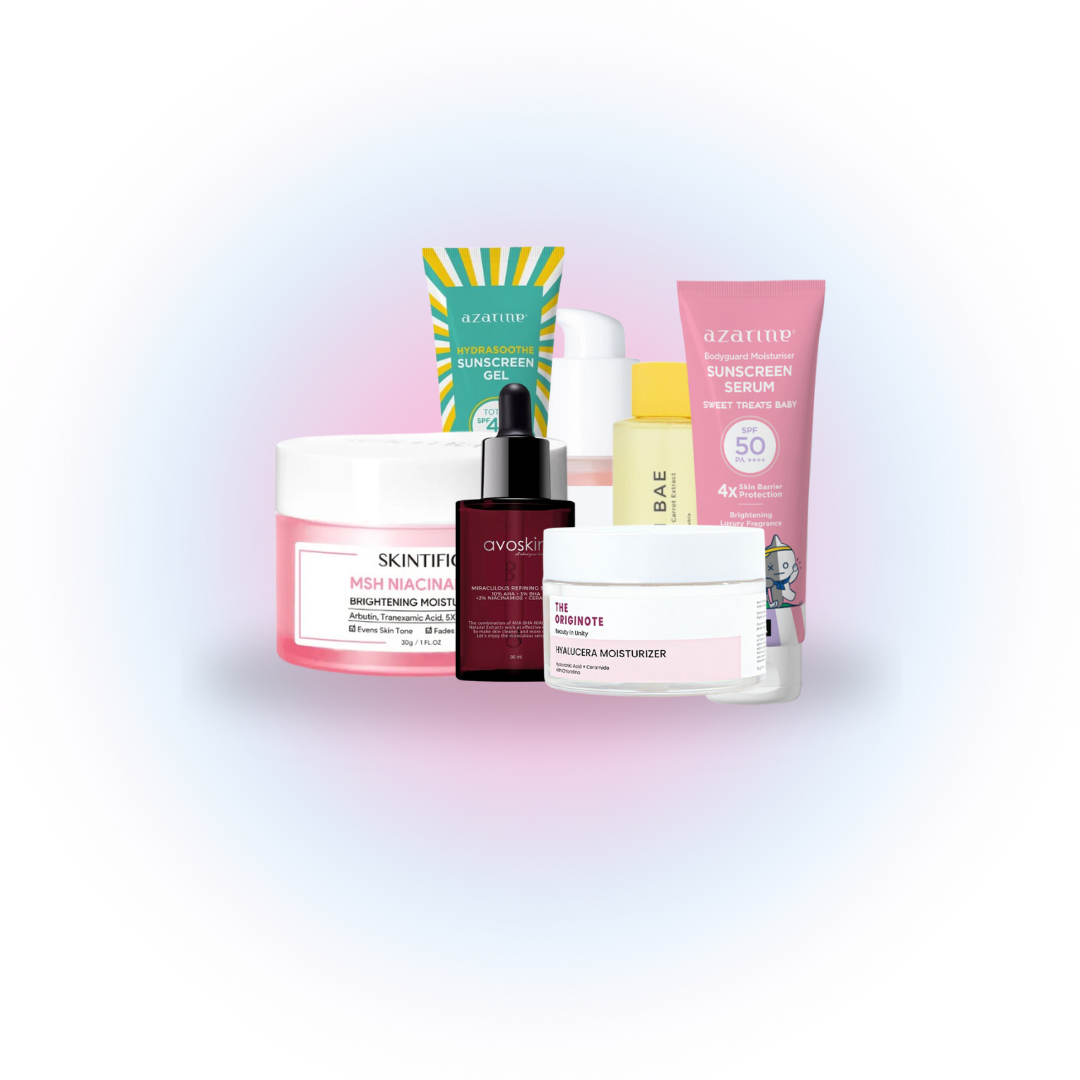 azarine
HYDRASOOTHE
SUNSCREEN
GEL
SPF 4
azarine
Bodyguard Moisturiser
SUNSCREEN
SERUM
SWEET TREATS BABY
SPF
50
PA ++++
4x Skin Barrier
Protection
Brightening
Luxury Fragrance
BAE
Carrot Extract
SKINTIFIC
MSH NIACINA
BRIGHTENING MOISTU
Arbutin, Tranexamic Acid, 5X
Evens Skin Tone Fades
30g / 1 FL.OZ
avoskin
MIRACULOUS REFINING
10% AHA + 3% BHA
+2% NIACINAMIDE + CERA
30 ml
THE
ORIGINOTE
Beauty in Unity
HYALUCERA MOISTURIZER
Hyaluronic Acid + Ceramide